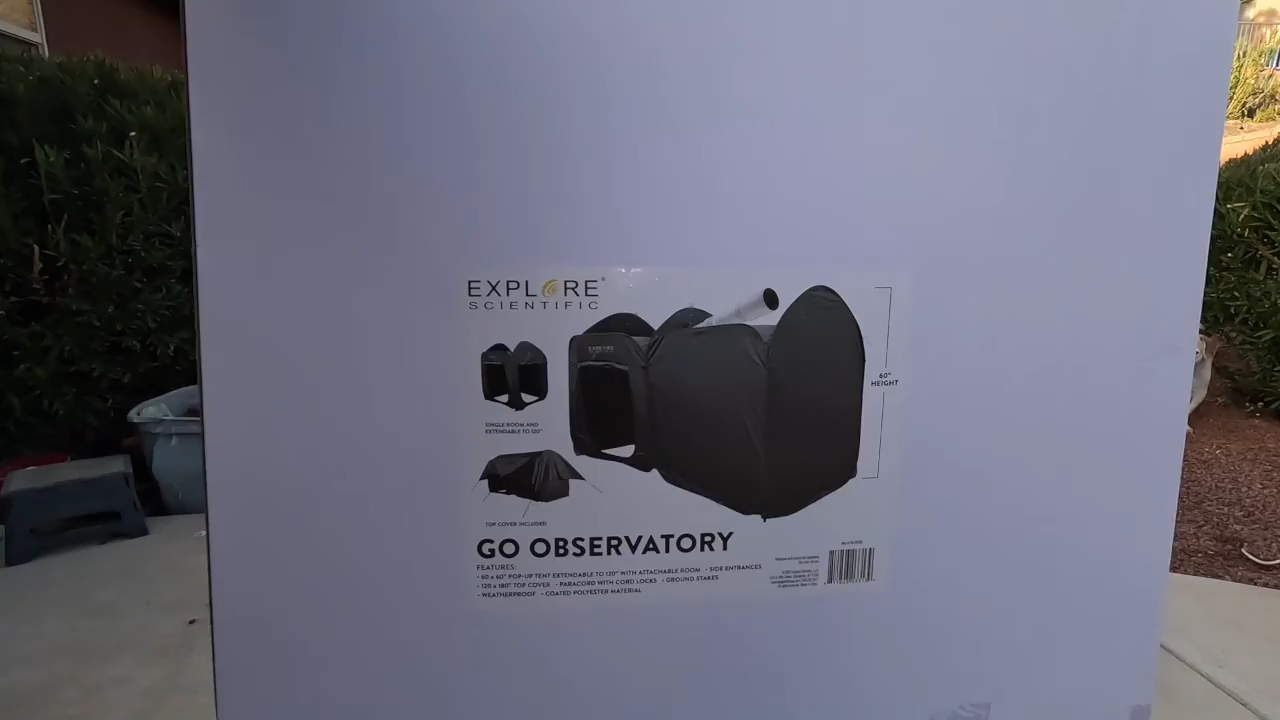 EXPLORE®
SCIENTIFIC
EXPLORE
60"
HEIGHT
SINGLE ROOM AND
EXTENDABLE TO 120"
TOP COVER INCLUDED
GO OBSERVATORY
FEATURES:
• 60 x 60" POP-UP TENT EXTENDABLE TO 120" WITH ATTACHABLE ROOM • SIDE ENTRANCES
• 120 x 180" TOP COVER • PARACORD WITH CORD LOCKS • GROUND STAKES
• WEATHERPROOF • COATED POLYESTER MATERIAL